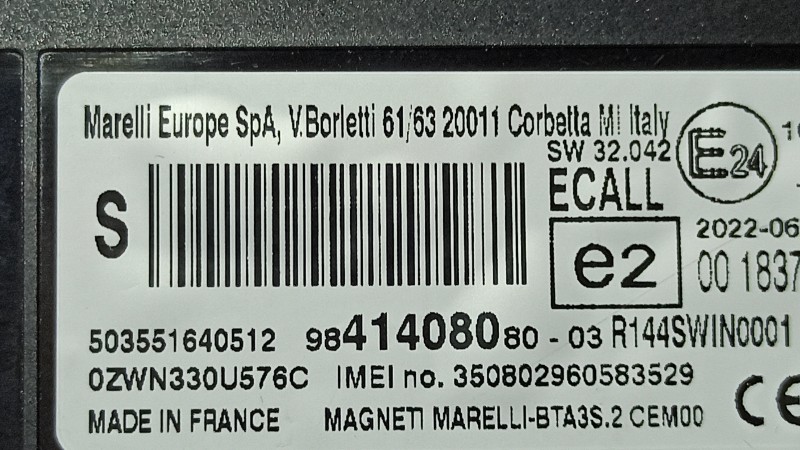 Marelli Europe SpA, V.Borletti 61/63 20011 Corbetta MI Italy
SW 32.042
E24
S
ECALL
e2
2022-06
00 1837
503551640512 9841408080 - 03 R144SWIN0001
0ZWN330U576C IMEI no. 350802960583529
MADE IN FRANCE MAGNETI MARELLI-BTA3S.2 CEM00
CE